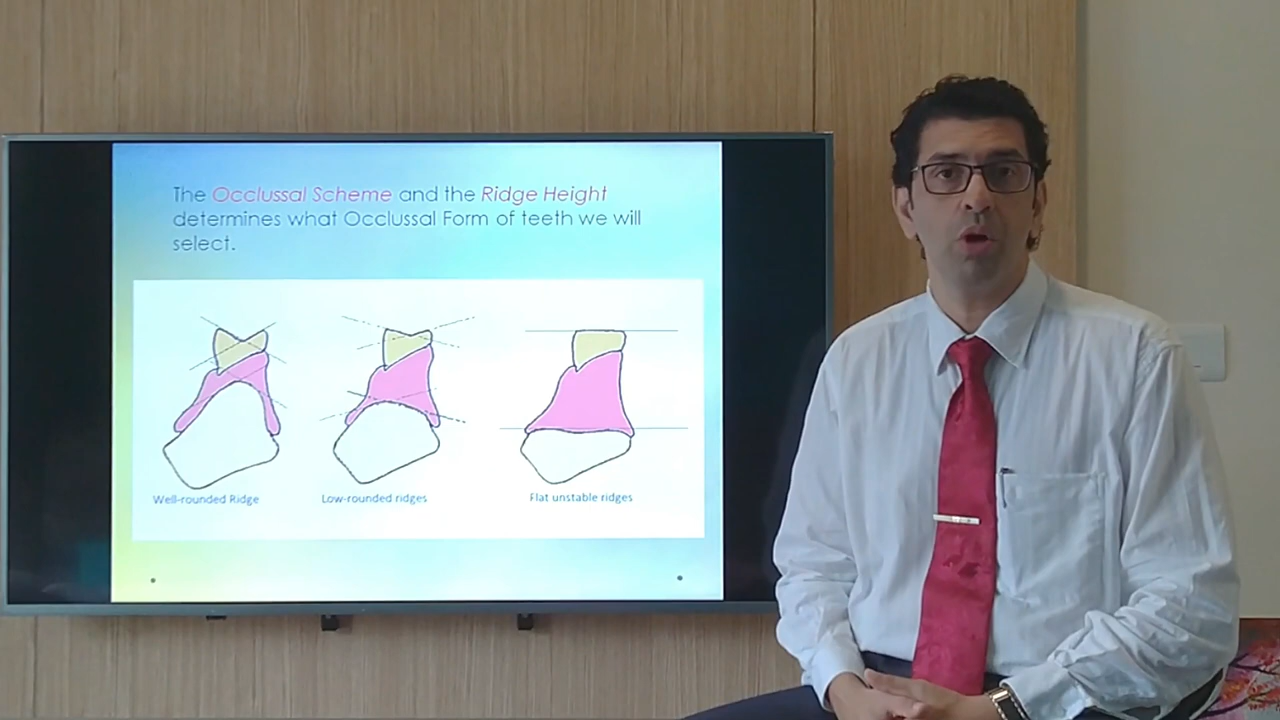 The Occlussal Scheme and the Ridge Height
determines what Occlussal Form of teeth we will
select.
Well-rounded Ridge
Low-rounded ridges
Flat unstable ridges